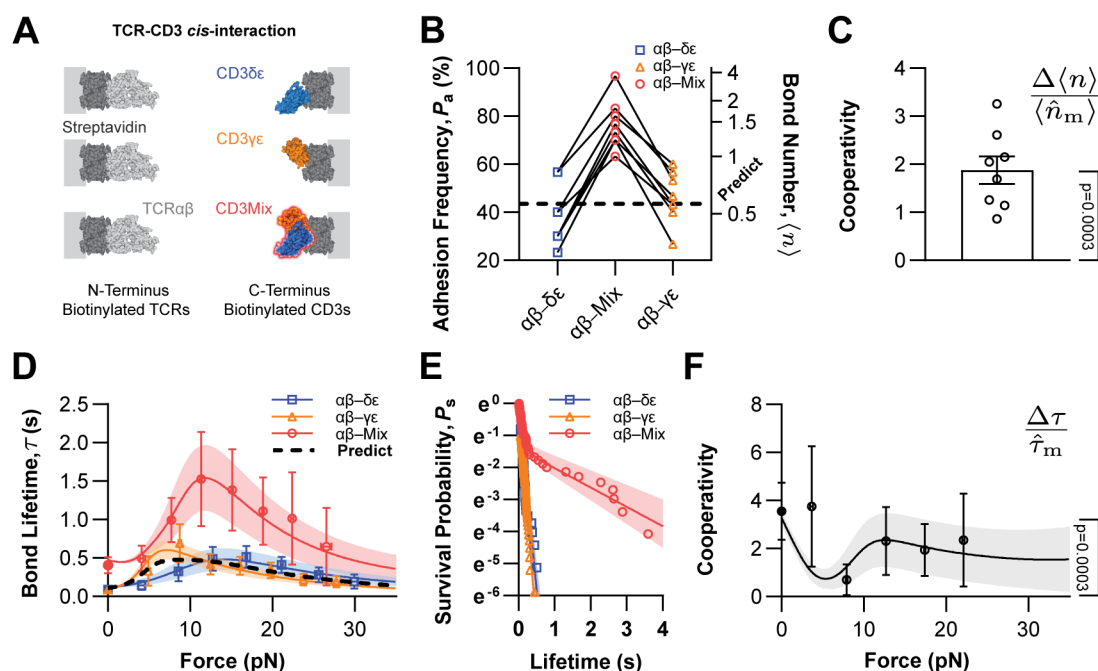 A
TCR-CD3 cis-interaction
CD3δε
Streptavidin
CD3γε
TCRαβ
CD3Mix
N-Terminus
Biotinylated TCRs
C-Terminus
Biotinylated CD3s
B
αβ–δε
αβ–γε
αβ–Mix
Adhesion Frequency, Pa (%)
100
80
60
40
20
4
2
1.5
1
0.5
Predict
Bond Number, ⟨n⟩
αβ–δε
αβ–Mix
αβ–γε
C
Δ⟨n⟩
⟨n̂m⟩
Cooperativity
4
3
2
1
0
p=0.0003
D
αβ–δε
αβ–γε
αβ–Mix
Predict
Bond Lifetime, τ (s)
2.5
2.0
1.5
1.0
0.5
0.0
0
10
20
30
Force (pN)
E
αβ–δε
αβ–γε
αβ–Mix
Survival Probability, Ps
e0
e-1
e-2
e-3
e-4
e-5
e-6
0
1
2
3
4
Lifetime (s)
F
Δτ
τ̂m
Cooperativity
8
6
4
2
0
0
10
20
30
Force (pN)
p=0.0003